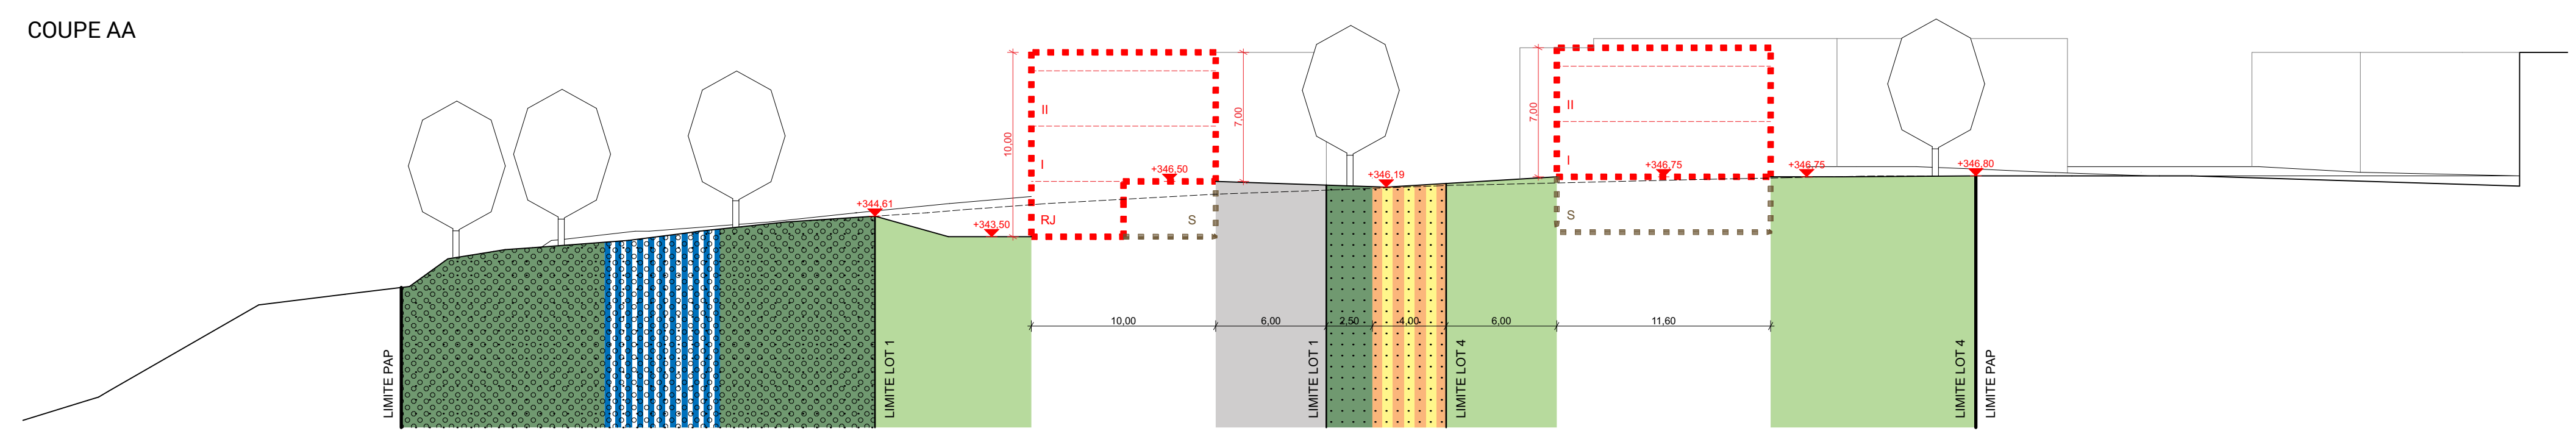 COUPE AA
10,00
7,00
7,00
II
II
I
I
+346,50
+346,75
+346,75
+346,80
+346,19
+344,61
+343,50
RJ
S
S
10,00
6,00
2,50
4,00
6,00
11,60
LIMITE PAP
LIMITE LOT 1
LIMITE LOT 1
LIMITE LOT 4
LIMITE LOT 4
LIMITE PAP